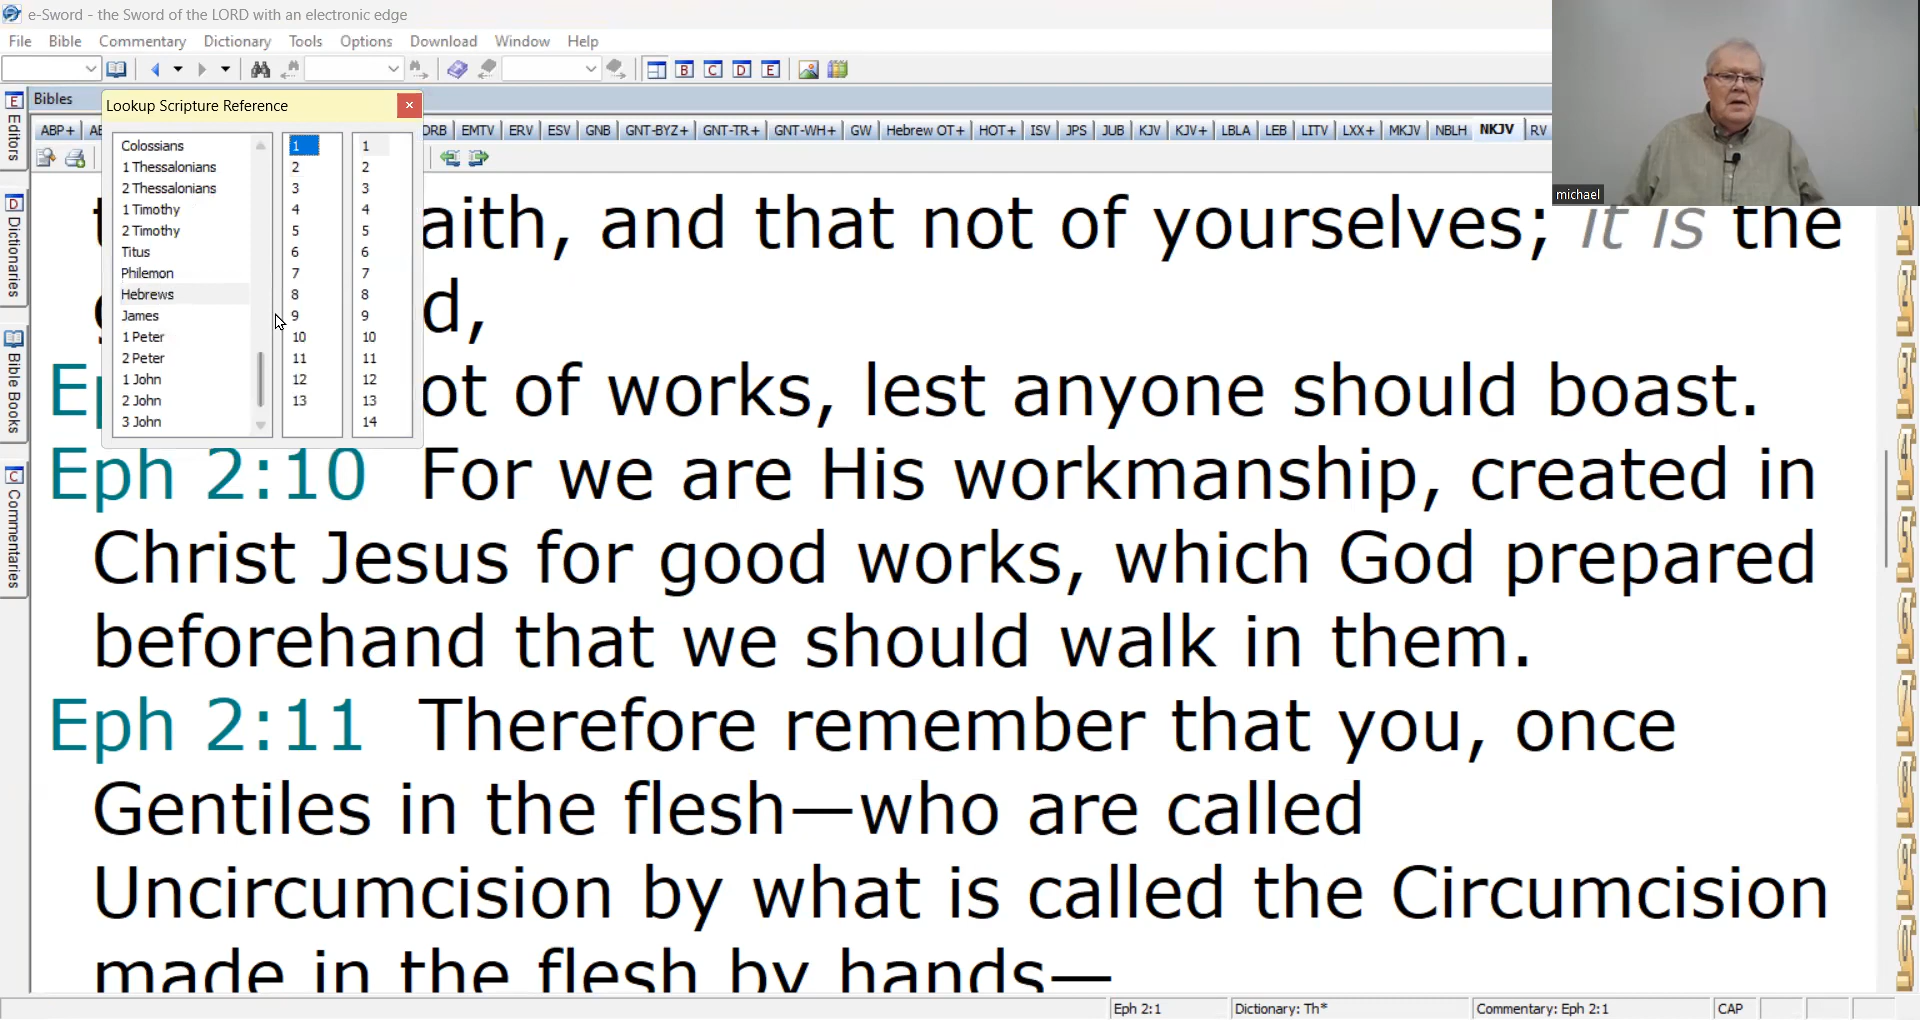 e-Sword - the Sword of the LORD with an electronic edge
File Bible Commentary Dictionary Tools Options Download Window Help
B C D E
Bibles
Lookup Scripture Reference
ABP+ DRB EMTV ERV ESV GNB GNT-BYZ+ GNT-TR+ GNT-WH+ GW Hebrew OT+ HOT+ ISV JPS JUB KJV KJV+ LBLA LEB LITV LXX+ MKJV NBLH NKJV RV
E Editors
D Dictionaries
Bible Books
C Commentaries
Colossians 1 1
1 Thessalonians 2 2
2 Thessalonians 3 3
1 Timothy 4 4
2 Timothy 5 5
Titus 6 6
Philemon 7 7
Hebrews 8 8
James 9 9
1 Peter 10 10
2 Peter 11 11
1 John 12 12
2 John 13 13
3 John 14
michael
aith, and that not of yourselves; it is the
d,
ot of works, lest anyone should boast.
Eph 2:10 For we are His workmanship, created in
Christ Jesus for good works, which God prepared
beforehand that we should walk in them.
Eph 2:11 Therefore remember that you, once
Gentiles in the flesh—who are called
Uncircumcision by what is called the Circumcision
made in the flesh by hands—
Eph 2:1 Dictionary: Th* Commentary: Eph 2:1 CAP